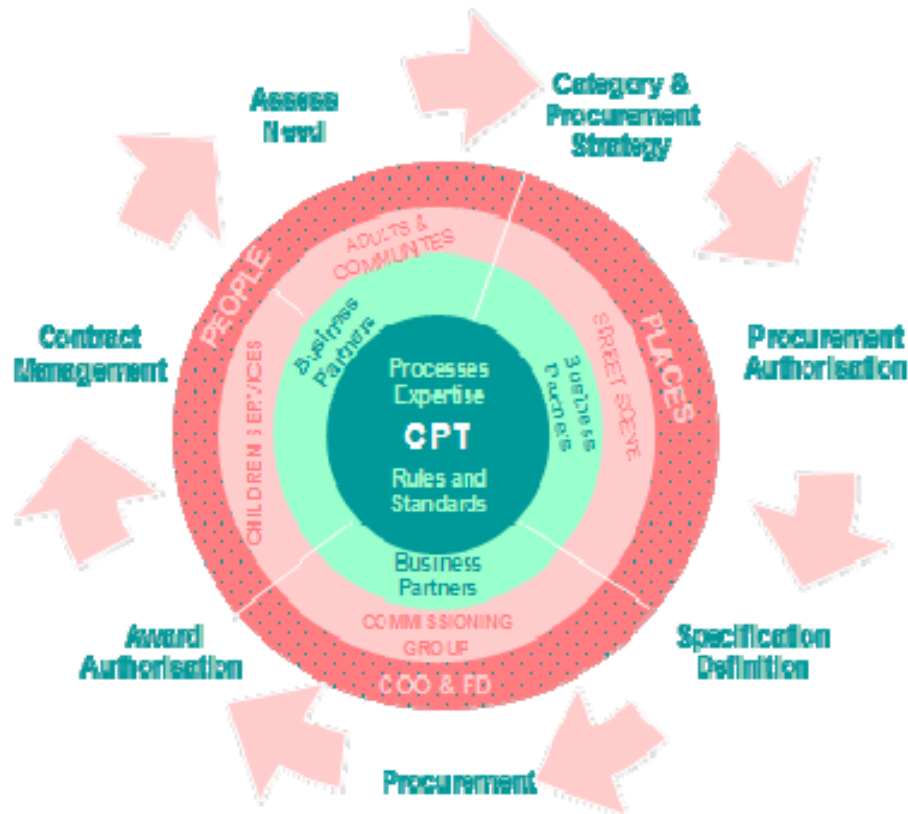 Assess
Need
Category &
Procurement
Strategy
Procurement
Authorisation
Specification
Definition
Procurement
Award
Authorisation
Contract
Management
PEOPLE
PLACES
COO & FD
ADULTS &
COMMUNITES
CHILDREN SERVICES
STREET SCENE
COMMISSIONING
GROUP
Business
Partners
Business
Partners
Business
Partners
Processes
Expertise
CPT
Rules and
Standards